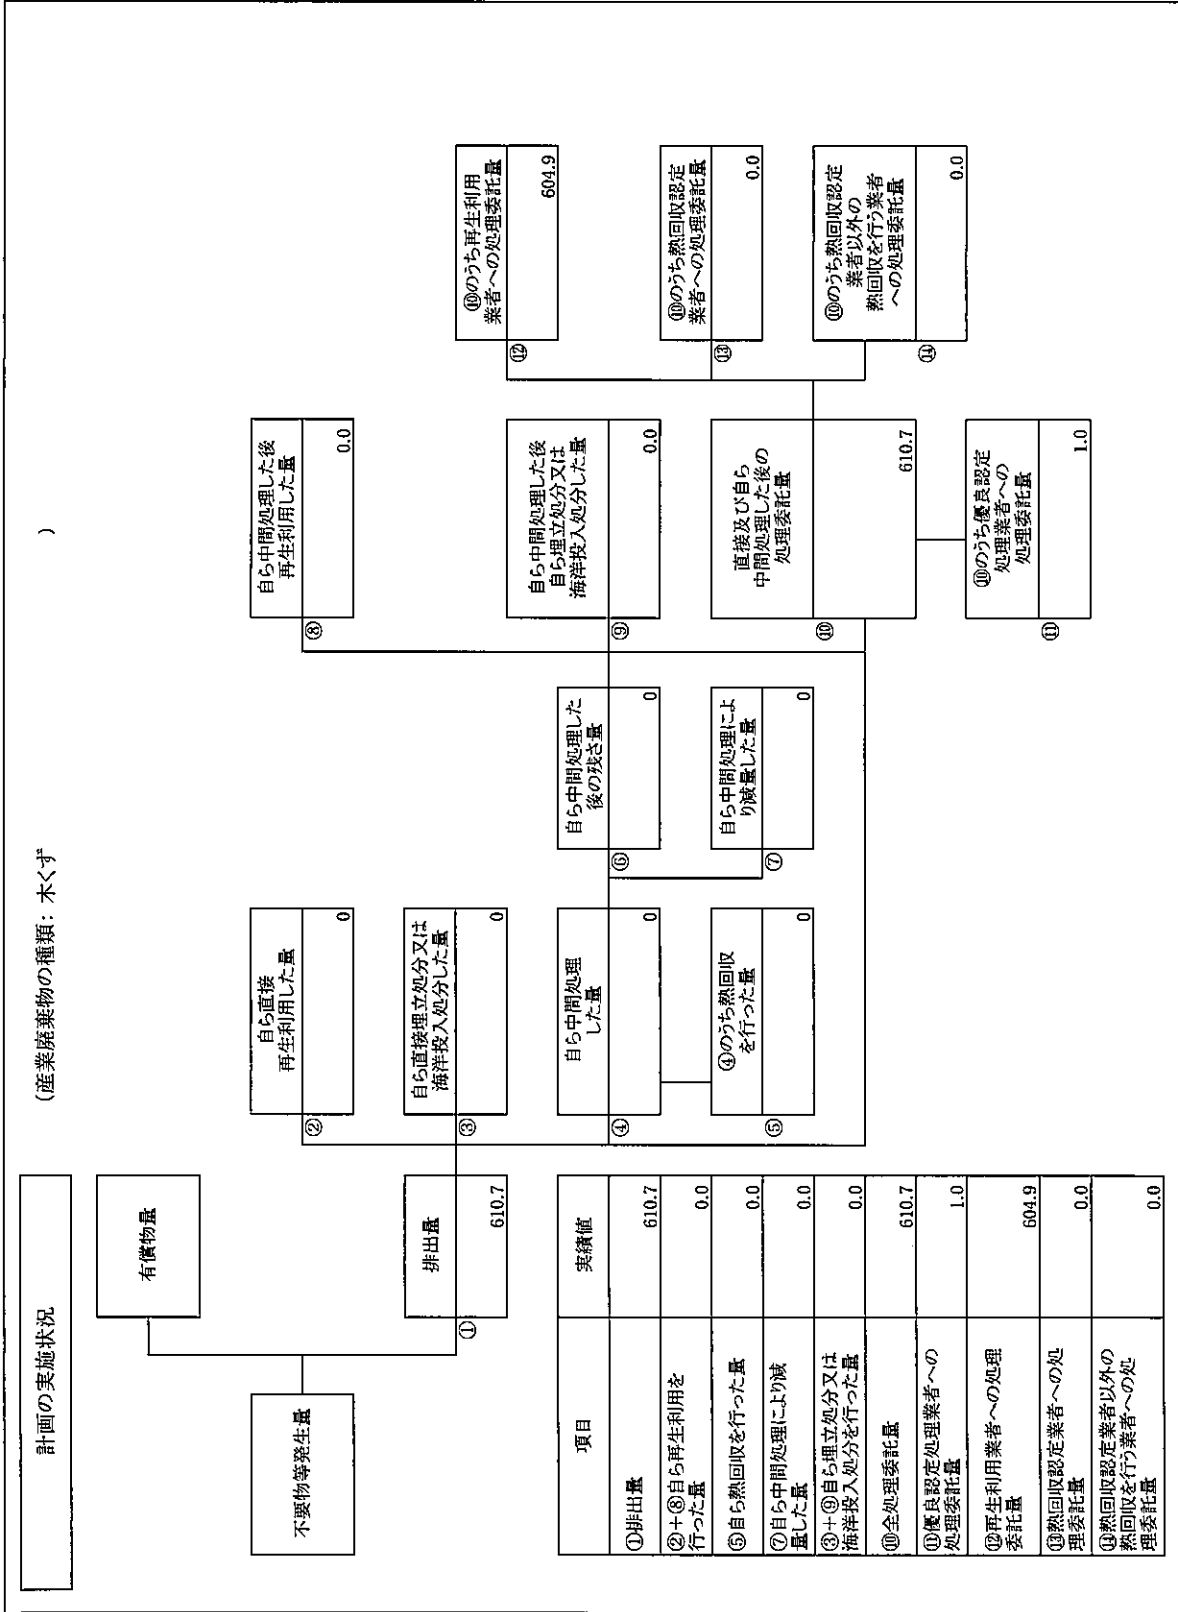 計画の実施状況
(産業廃棄物の種類: 木くず )
不要物等発生量
有償物量
①
排出量
610.7
②
自ら直接
再生利用した量
0
③
自ら直接埋立処分又は
海洋投入処分した量
0
④
自ら中間処理
した量
0
⑤
④のうち熱回収
を行った量
0
⑥
自ら中間処理した
後の残さ量
0
⑦
自ら中間処理によ
り減量した量
0
⑧
自ら中間処理した後
再生利用した量
0.0
⑨
自ら中間処理した後
自ら埋立処分又は
海洋投入処分した量
0.0
⑩
直接及び自ら
中間処理した後の
処理委託量
610.7
⑪
⑩のうち優良認定
処理業者への
処理委託量
1.0
⑫
⑩のうち再生利用
業者への処理委託量
604.9
⑬
⑩のうち熱回収認定
業者への処理委託量
0.0
⑭
⑩のうち熱回収認定
業者以外の
熱回収を行う業者
への処理委託量
0.0
項目 実績値
①排出量 610.7
②+⑧自ら再生利用を
行った量 0.0
⑤自ら熱回収を行った量 0.0
⑦自ら中間処理により減
量した量 0.0
③+⑨自ら埋立処分又は
海洋投入処分を行った量 0.0
⑩全処理委託量 610.7
⑪優良認定処理業者への
処理委託量 1.0
⑫再生利用業者への処理
委託量 604.9
⑬熱回収認定業者への処
理委託量 0.0
⑭熱回収認定業者以外の
熱回収を行う業者への処
理委託量 0.0